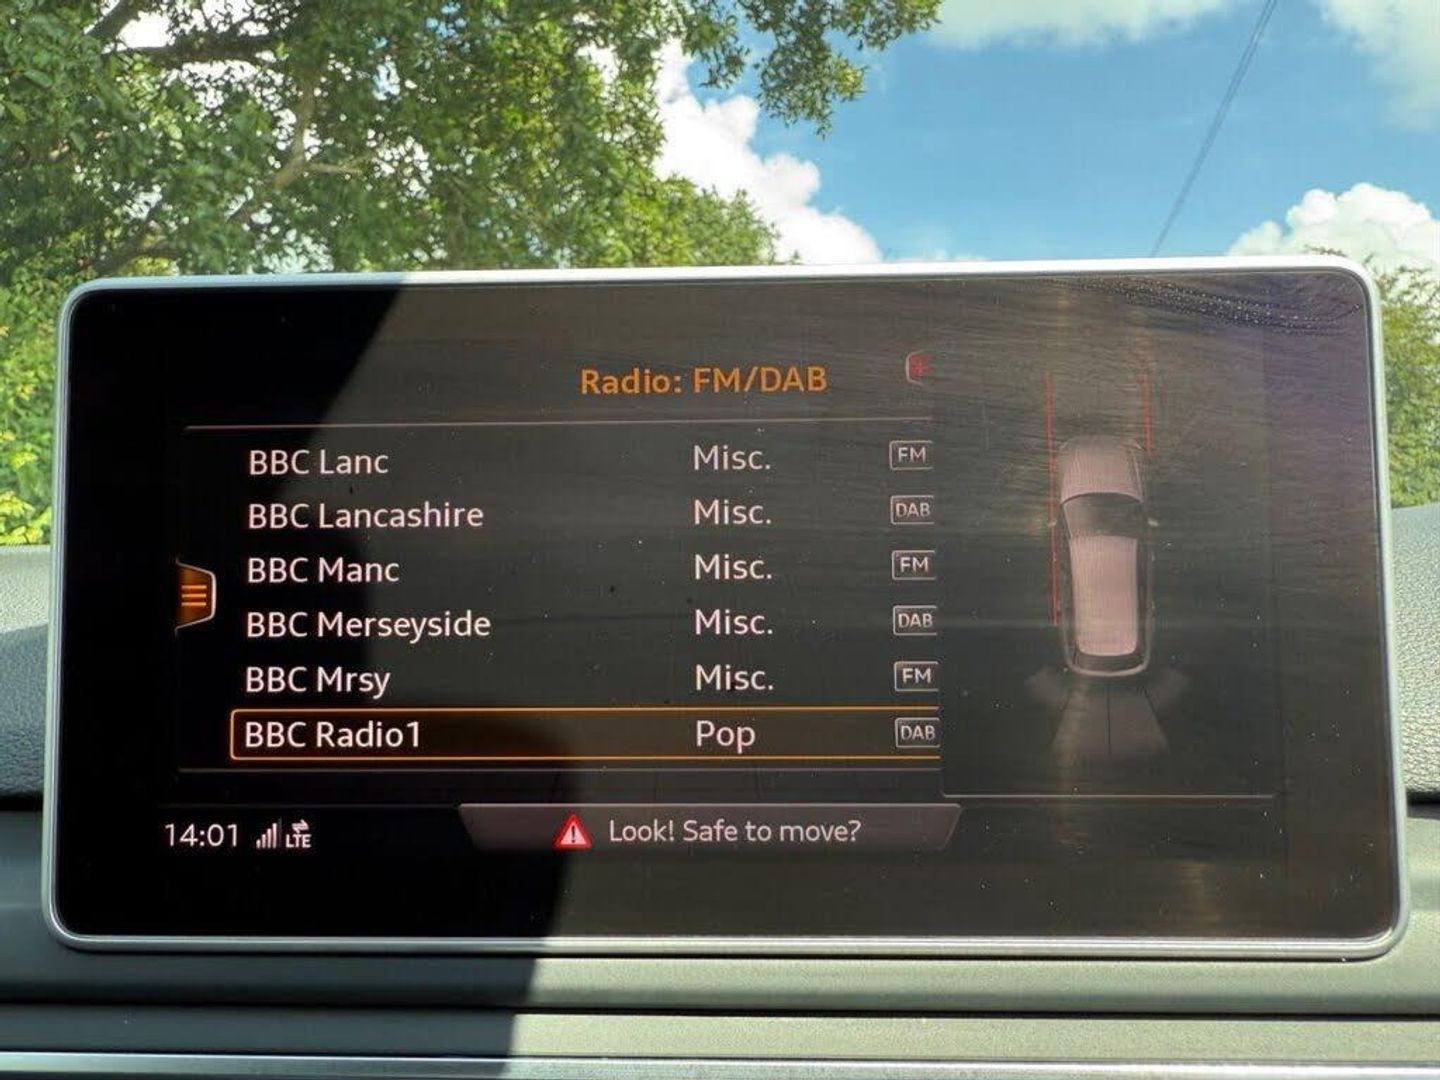 Radio: FM/DAB
BBC Lanc Misc. FM
BBC Lancashire Misc. DAB
BBC Manc Misc. FM
BBC Merseyside Misc. DAB
BBC Mrsy Misc. FM
BBC Radio1 Pop DAB
14:01 LTE Look! Safe to move?